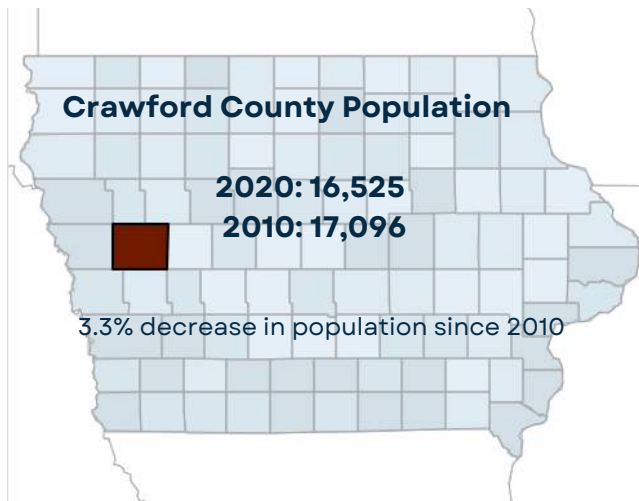 Crawford County Population
2020: 16,525
2010: 17,096
3.3% decrease in population since 2010